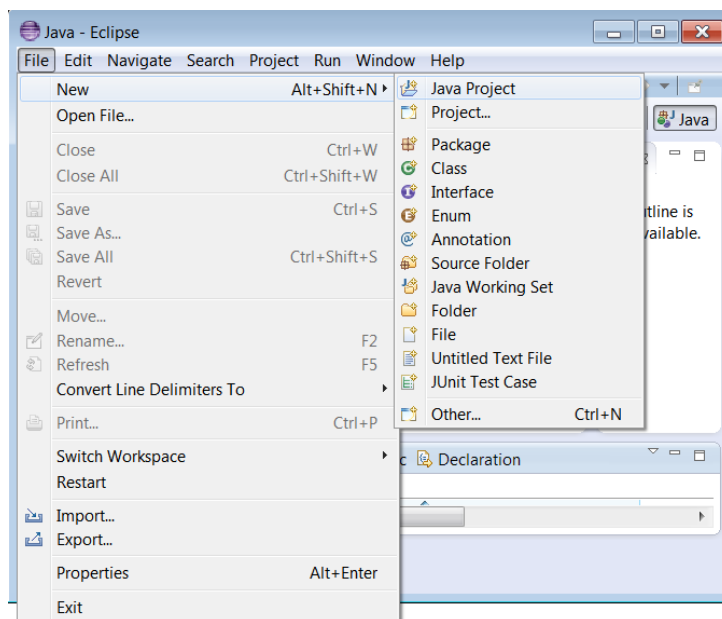 Java - Eclipse
File Edit Navigate Search Project Run Window Help
New Alt+Shift+N
Open File...
Close Ctrl+W
Close All Ctrl+Shift+W
Save Ctrl+S
Save As...
Save All Ctrl+Shift+S
Revert
Move...
Rename... F2
Refresh F5
Convert Line Delimiters To
Print... Ctrl+P
Switch Workspace
Restart
Import...
Export...
Properties Alt+Enter
Exit
Java Project
Project...
Package
Class
Interface
Enum
Annotation
Source Folder
Java Working Set
Folder
File
Untitled Text File
JUnit Test Case
Other... Ctrl+N
Java
tline is
vailable.
c Declaration